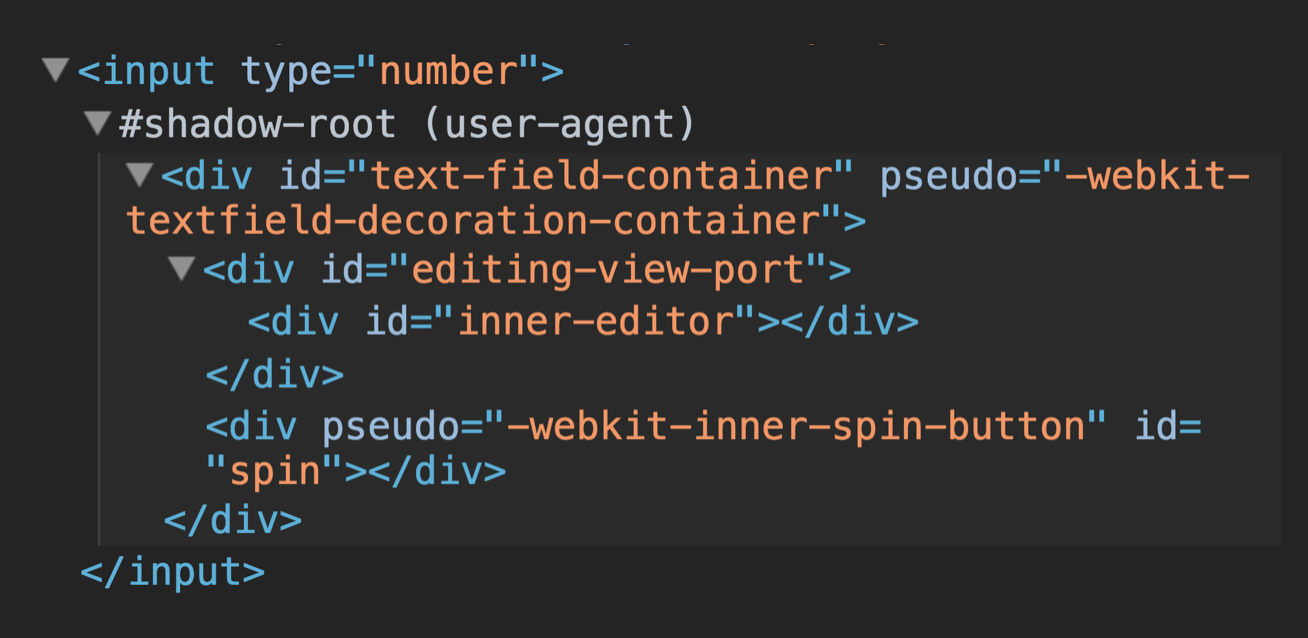 <input type="number">
#shadow-root (user-agent)
<div id="text-field-container" pseudo="-webkit-
textfield-decoration-container">
<div id="editing-view-port">
<div id="inner-editor"></div>
</div>
<div pseudo="-webkit-inner-spin-button" id=
"spin"></div>
</div>
</input>